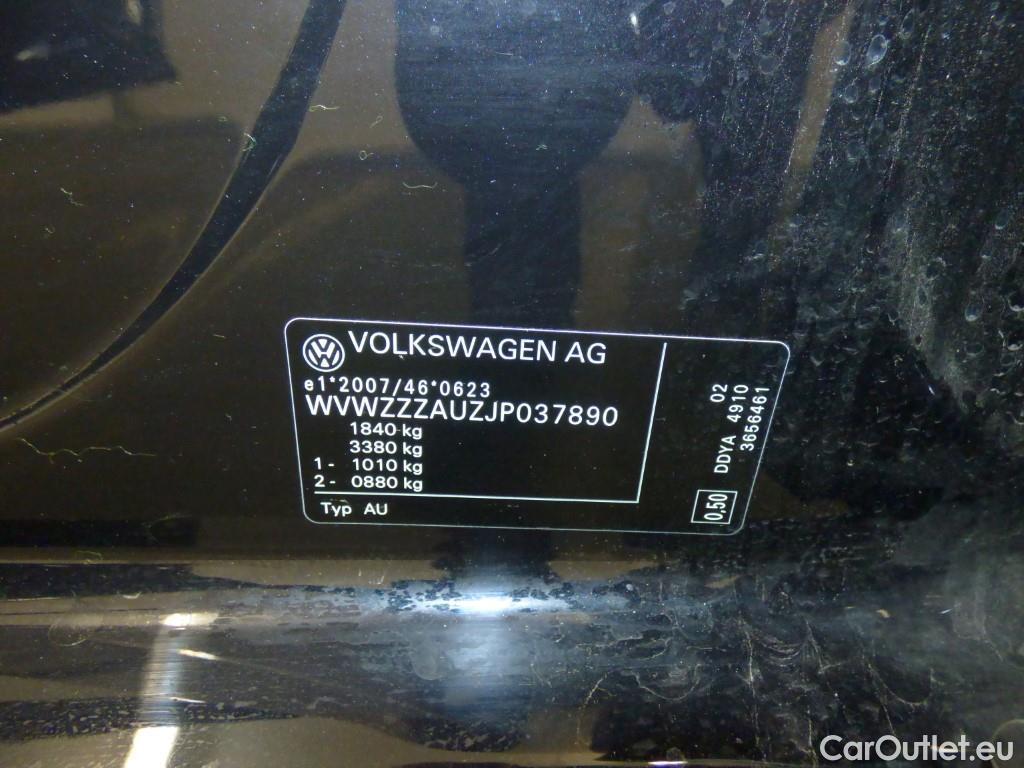 VOLKSWAGEN AG
e1*2007/46*0623
WVWZZZAUZJP037890
1840 kg
3380 kg
1- 1010 kg
2- 0880 kg
Typ AU
02
DDYA 4910
3656461
0,50
CarOutlet.eu